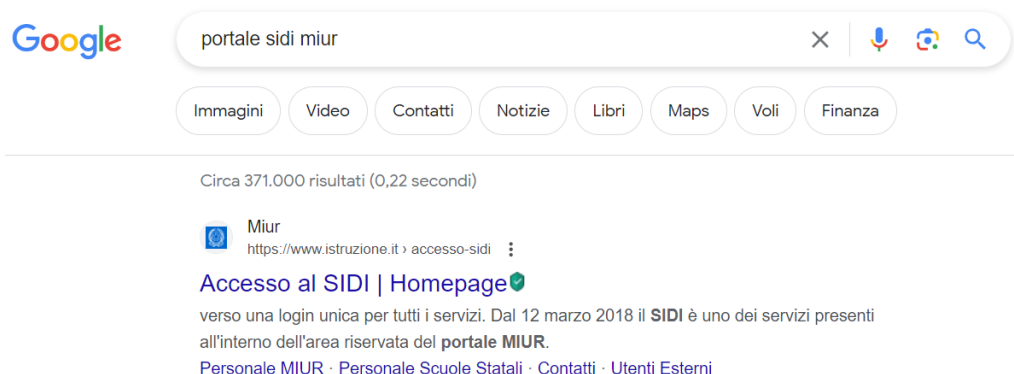 Google
portale sidi miur
Immagini Video Contatti Notizie Libri Maps Voli Finanza
Circa 371.000 risultati (0,22 secondi)
Miur
https://www.istruzione.it › accesso-sidi
Accesso al SIDI | Homepage
verso una login unica per tutti i servizi. Dal 12 marzo 2018 il SIDI è uno dei servizi presenti
all'interno dell'area riservata del portale MIUR.
Personale MIUR · Personale Scuole Statali · Contatti · Utenti Esterni